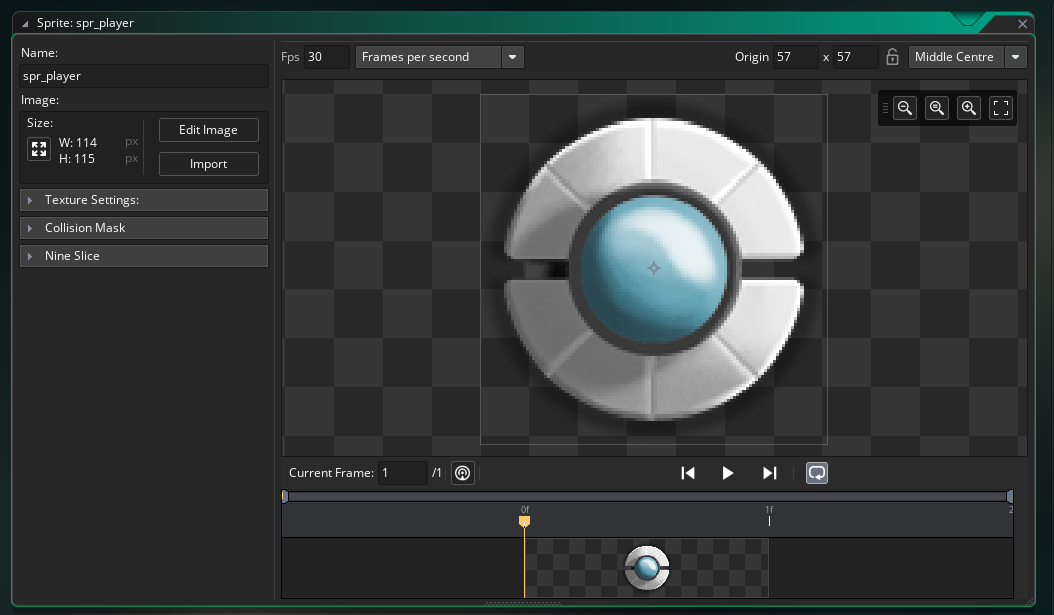 Sprite: spr_player
Name:
spr_player
Image:
Size:
W: 114 px
H: 115 px
Edit Image
Import
Texture Settings:
Collision Mask
Nine Slice
Fps 30 Frames per second Origin 57 x 57 Middle Centre
Current Frame: 1 /1
0f 1f 2